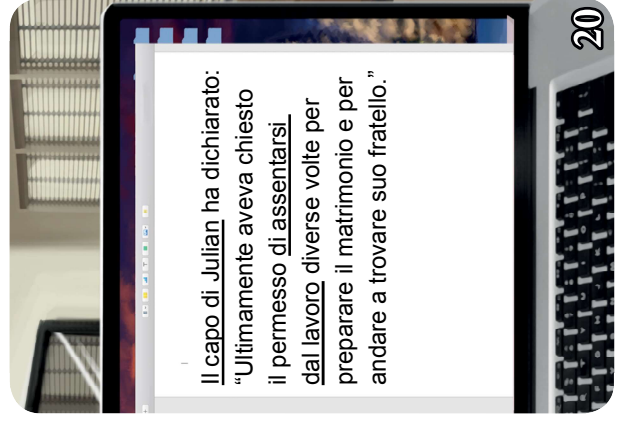 Il capo di Julian ha dichiarato:
“Ultimamente aveva chiesto
il permesso di assentarsi
dal lavoro diverse volte per
preparare il matrimonio e per
andare a trovare suo fratello.”
20